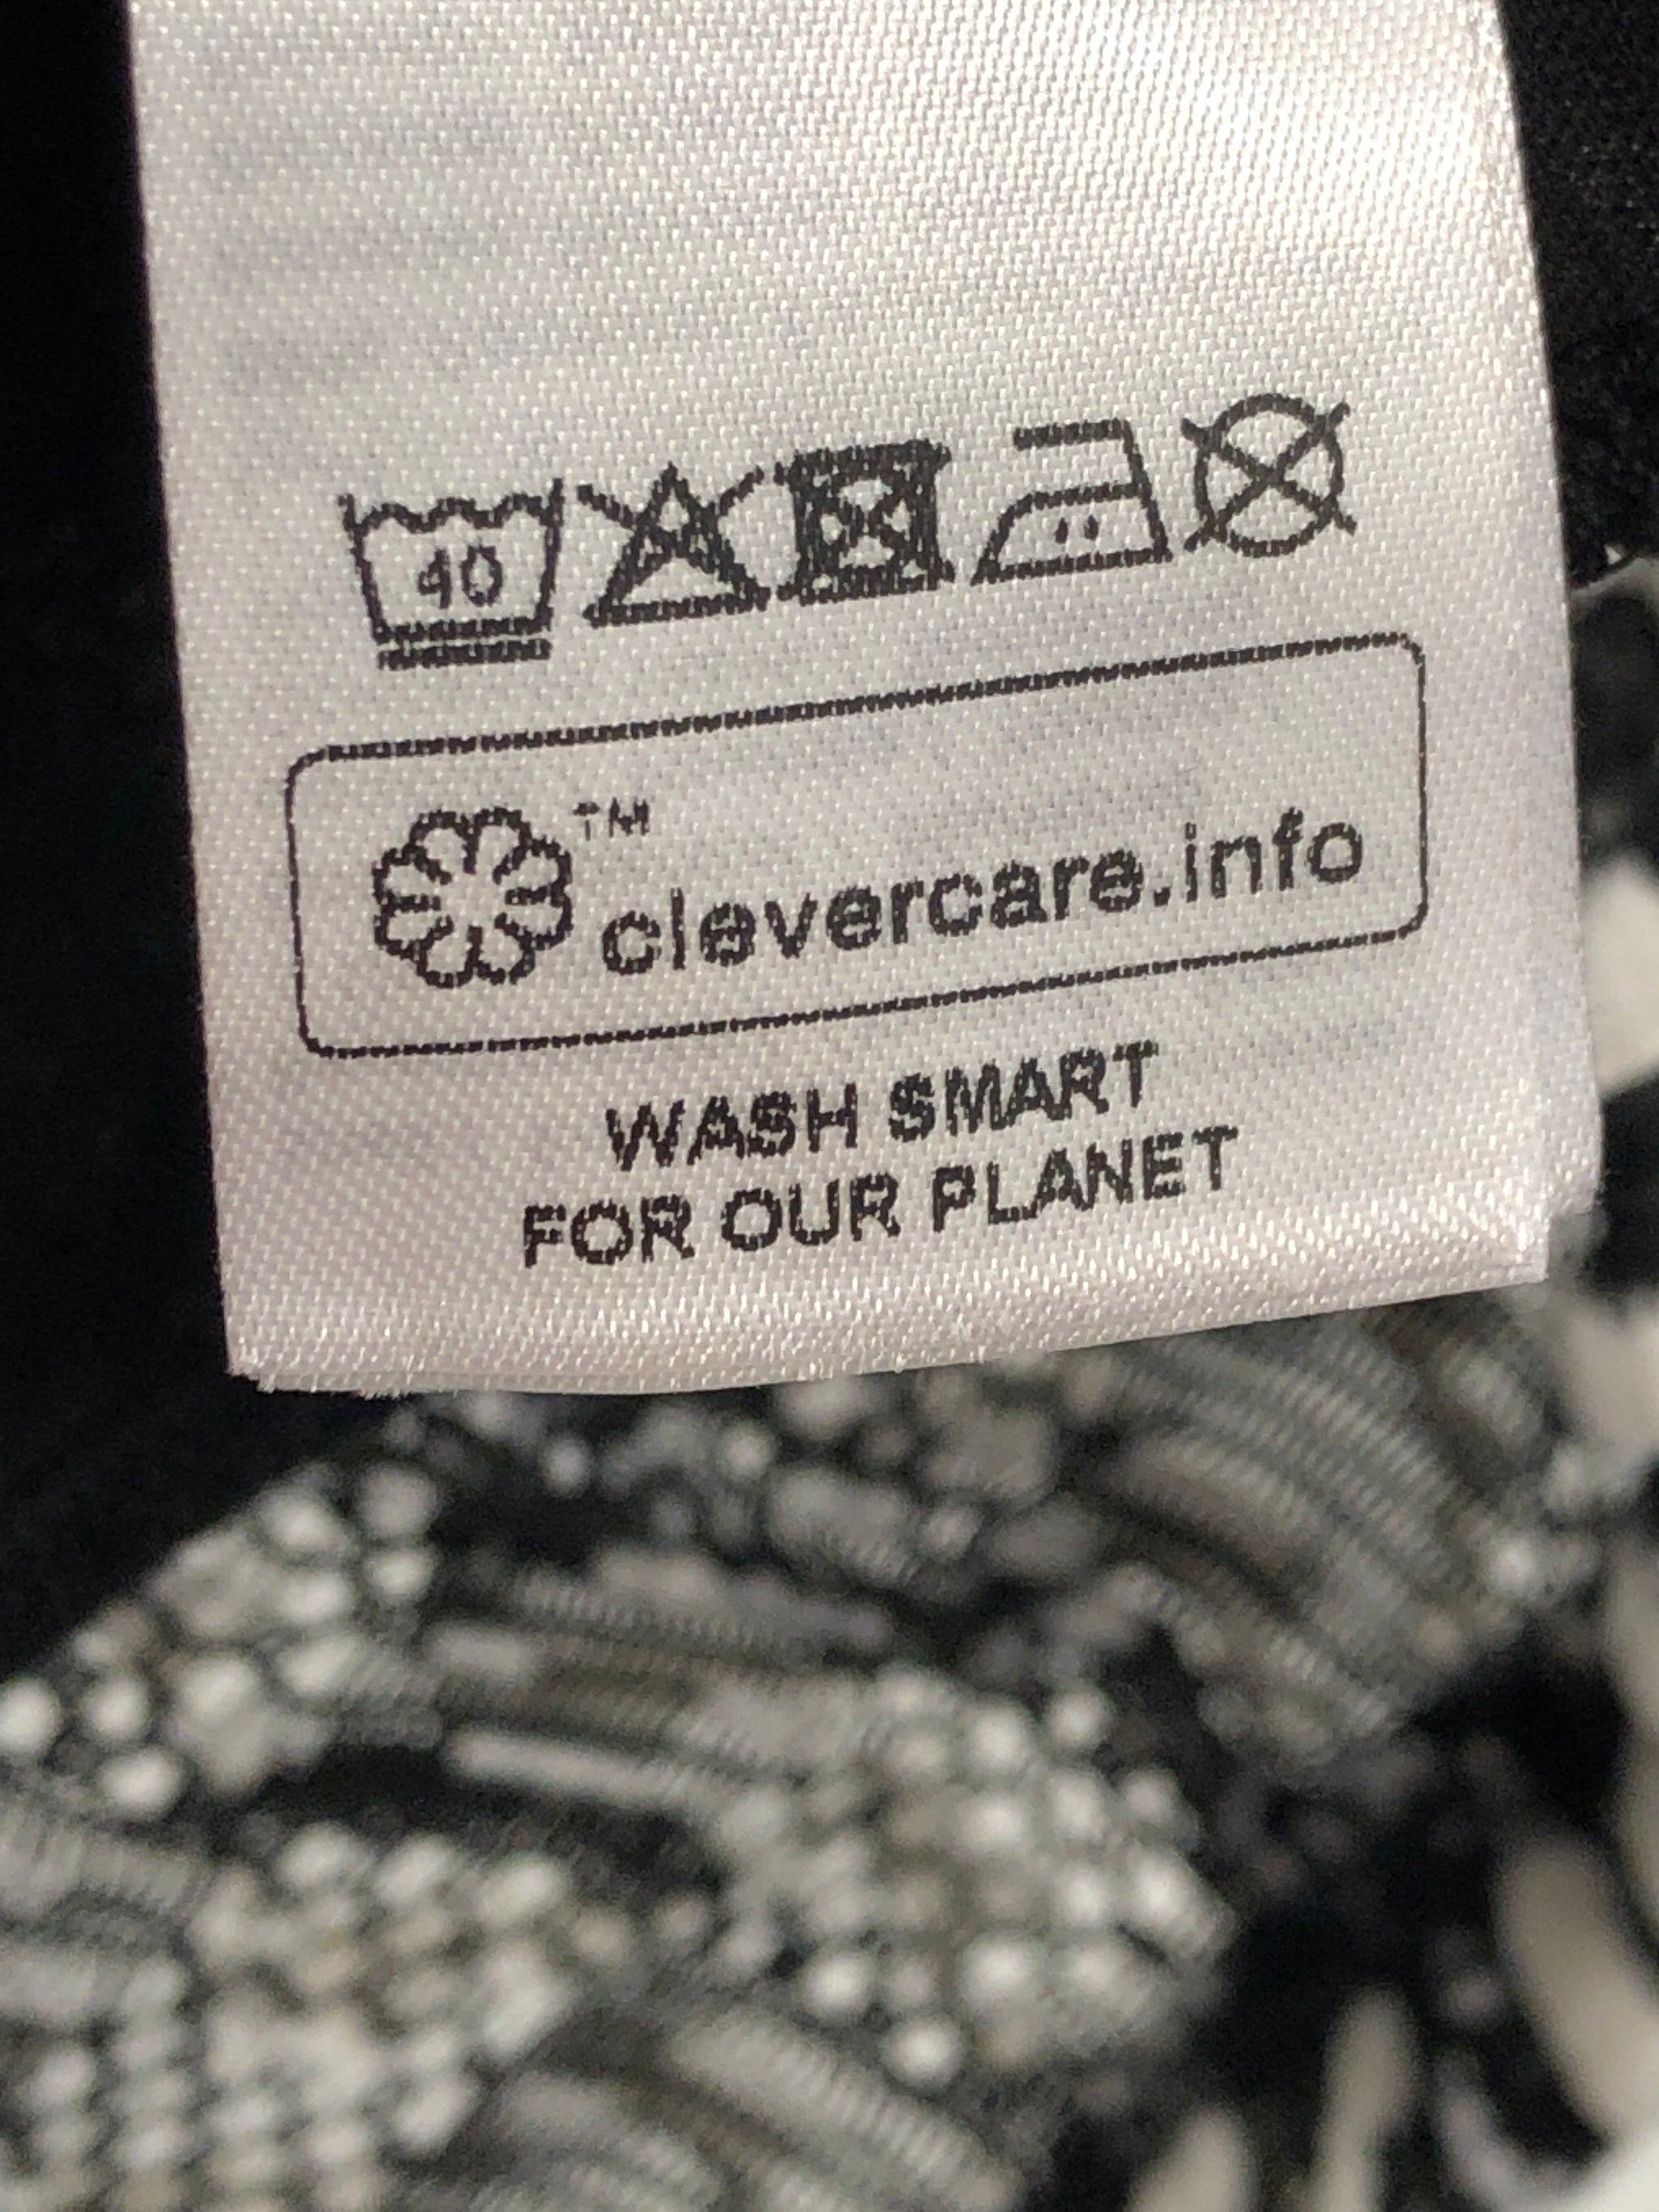 40
™
clevercare.info
WASH SMART
FOR OUR PLANET